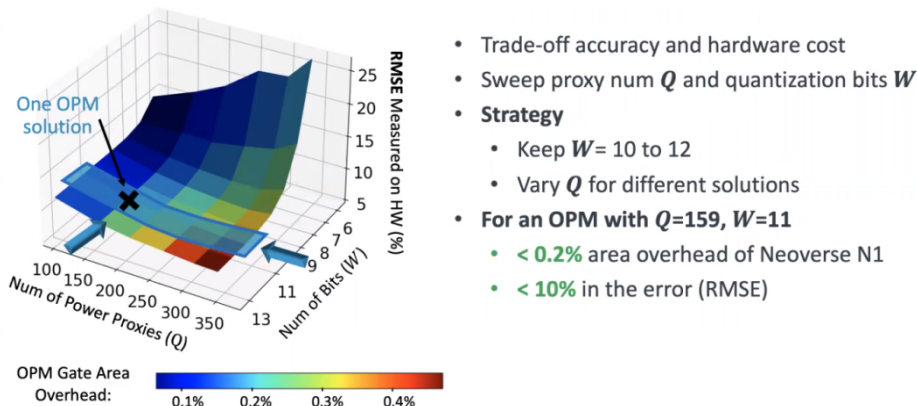 One OPM
solution
RMSE Measured on HW (%)
25
20
15
10
5
6
7
8
9
11
13
Num of Bits (W)
100
150
200
250
300
350
Num of Power Proxies (Q)
OPM Gate Area
Overhead:
0.1%
0.2%
0.3%
0.4%
• Trade-off accuracy and hardware cost
• Sweep proxy num Q and quantization bits W
• Strategy
• Keep W= 10 to 12
• Vary Q for different solutions
• For an OPM with Q=159, W=11
• < 0.2% area overhead of Neoverse N1
• < 10% in the error (RMSE)